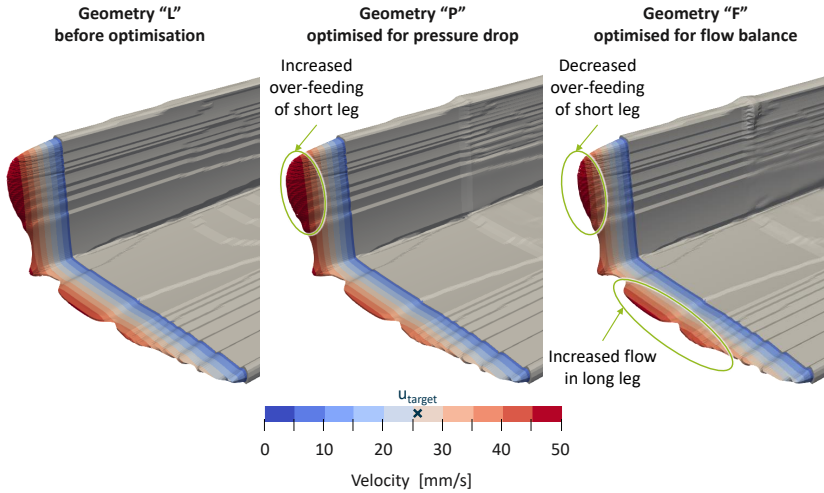 Geometry “L”
before optimisation
Geometry “P”
optimised for pressure drop
Geometry “F”
optimised for flow balance
Increased
over-feeding
of short leg
Decreased
over-feeding
of short leg
Increased flow
in long leg
u_target
0 10 20 30 40 50
Velocity [mm/s]